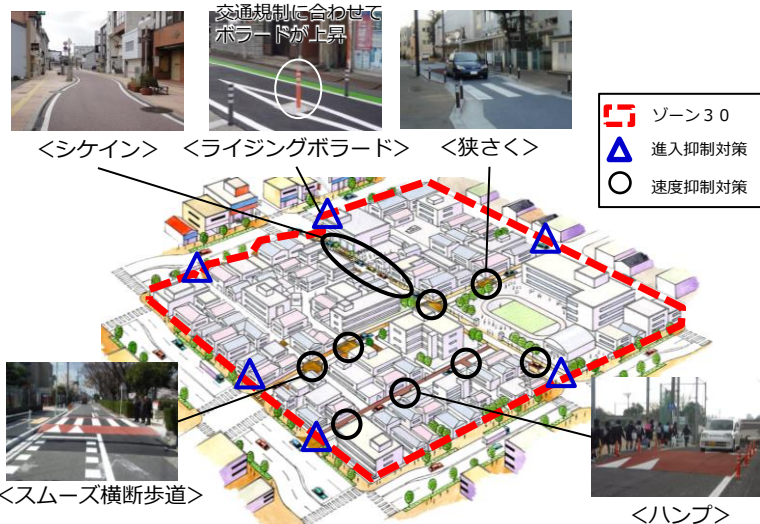 交通規制に合わせて
ボラードが上昇
<シケイン>
<ライジングボラード>
<狭さく>
ゾーン３０
進入抑制対策
速度抑制対策
<スムーズ横断歩道>
<ハンプ>